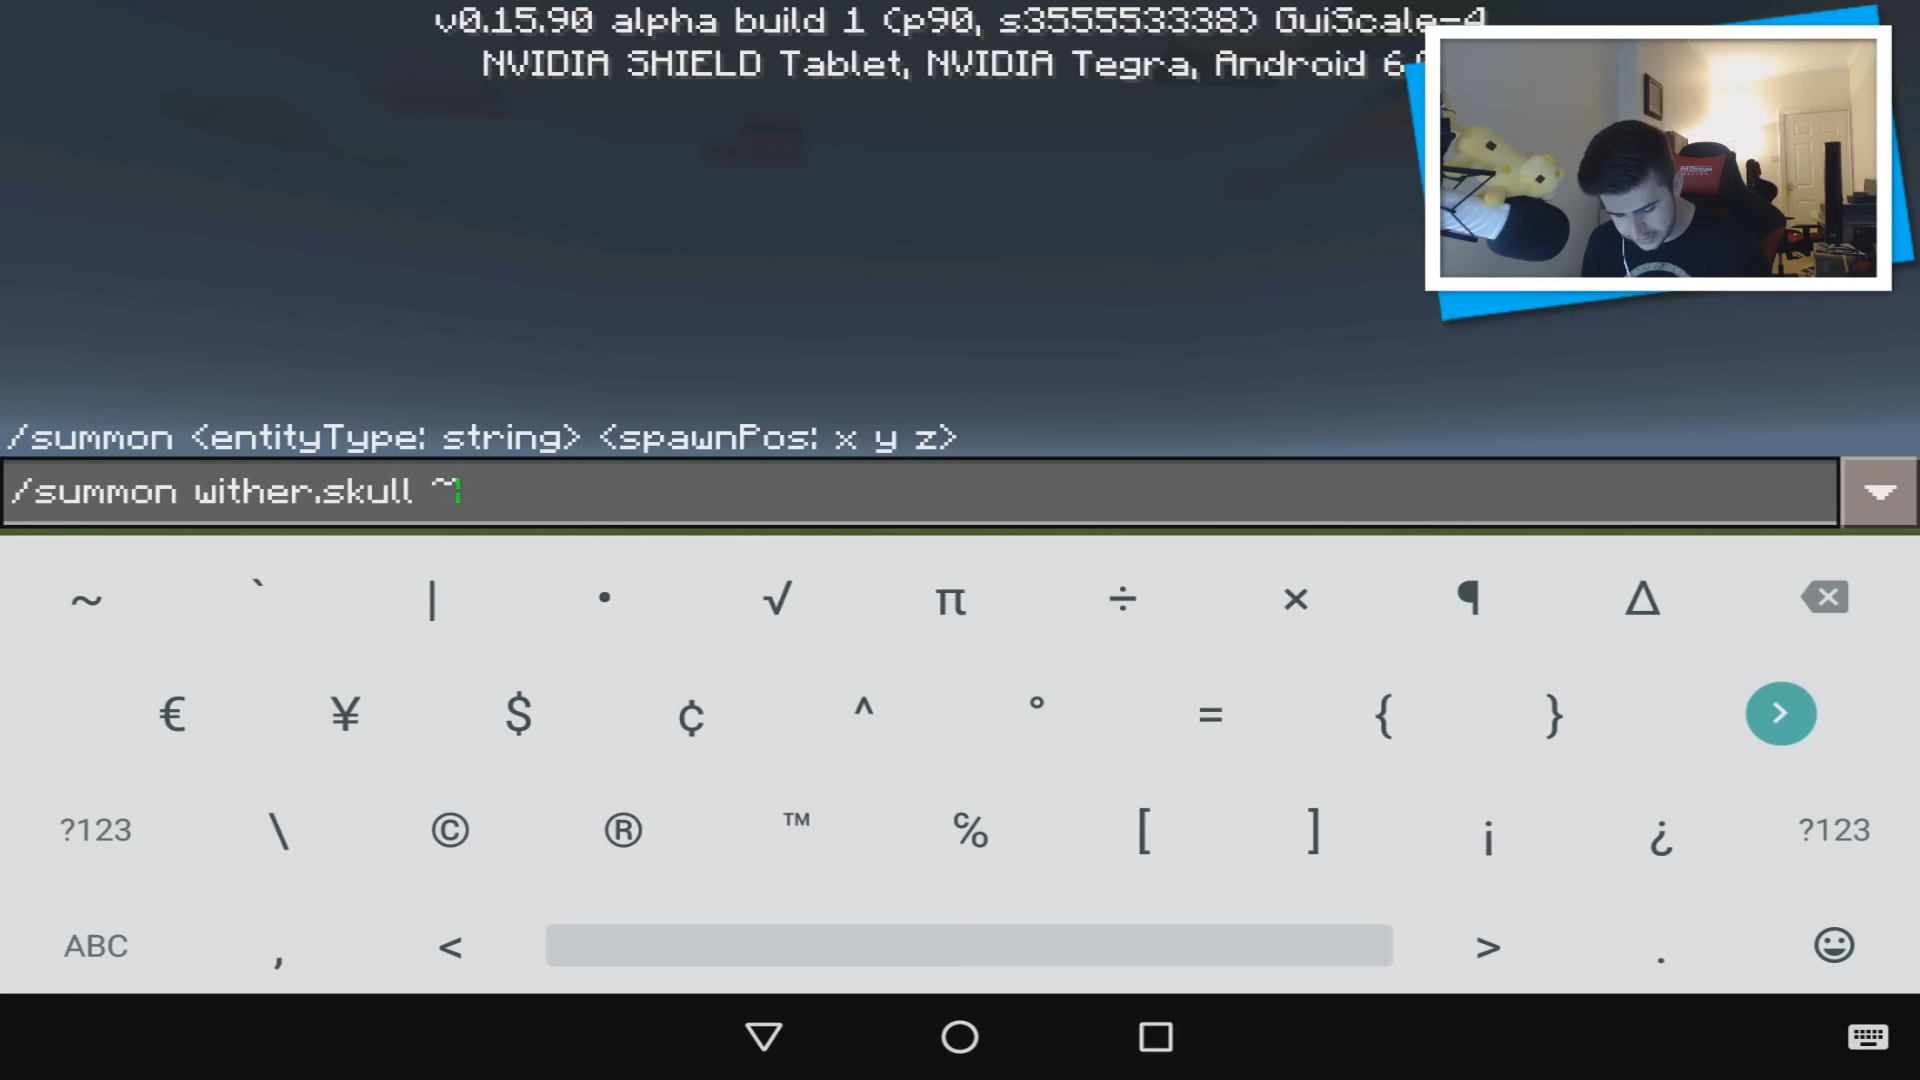 v0.15.90 alpha build 1 (p90, s355553338) GuiScale=4
NVIDIA SHIELD Tablet, NVIDIA Tegra, Android 6.
/summon <entityType: string> <spawnPos: x y z>
/summon wither.skull ~
~ ` | • √ π ÷ × ¶ Δ
€ ¥ $ ¢ ^ ° = { }
?123 \ © ® ™ ℅ [ ] ¡ ¿ ?123
ABC , < > .